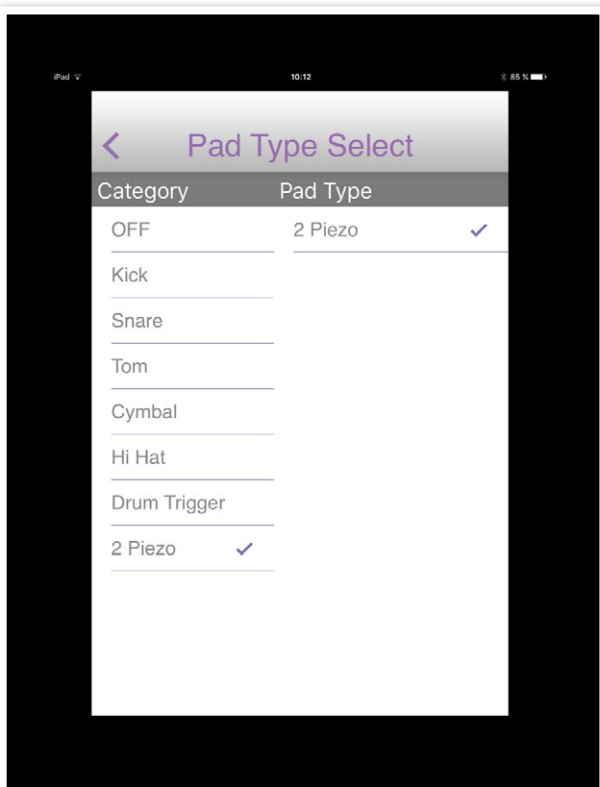 iPad 10:12 85 %
Pad Type Select
Category Pad Type
OFF 2 Piezo
Kick
Snare
Tom
Cymbal
Hi Hat
Drum Trigger
2 Piezo